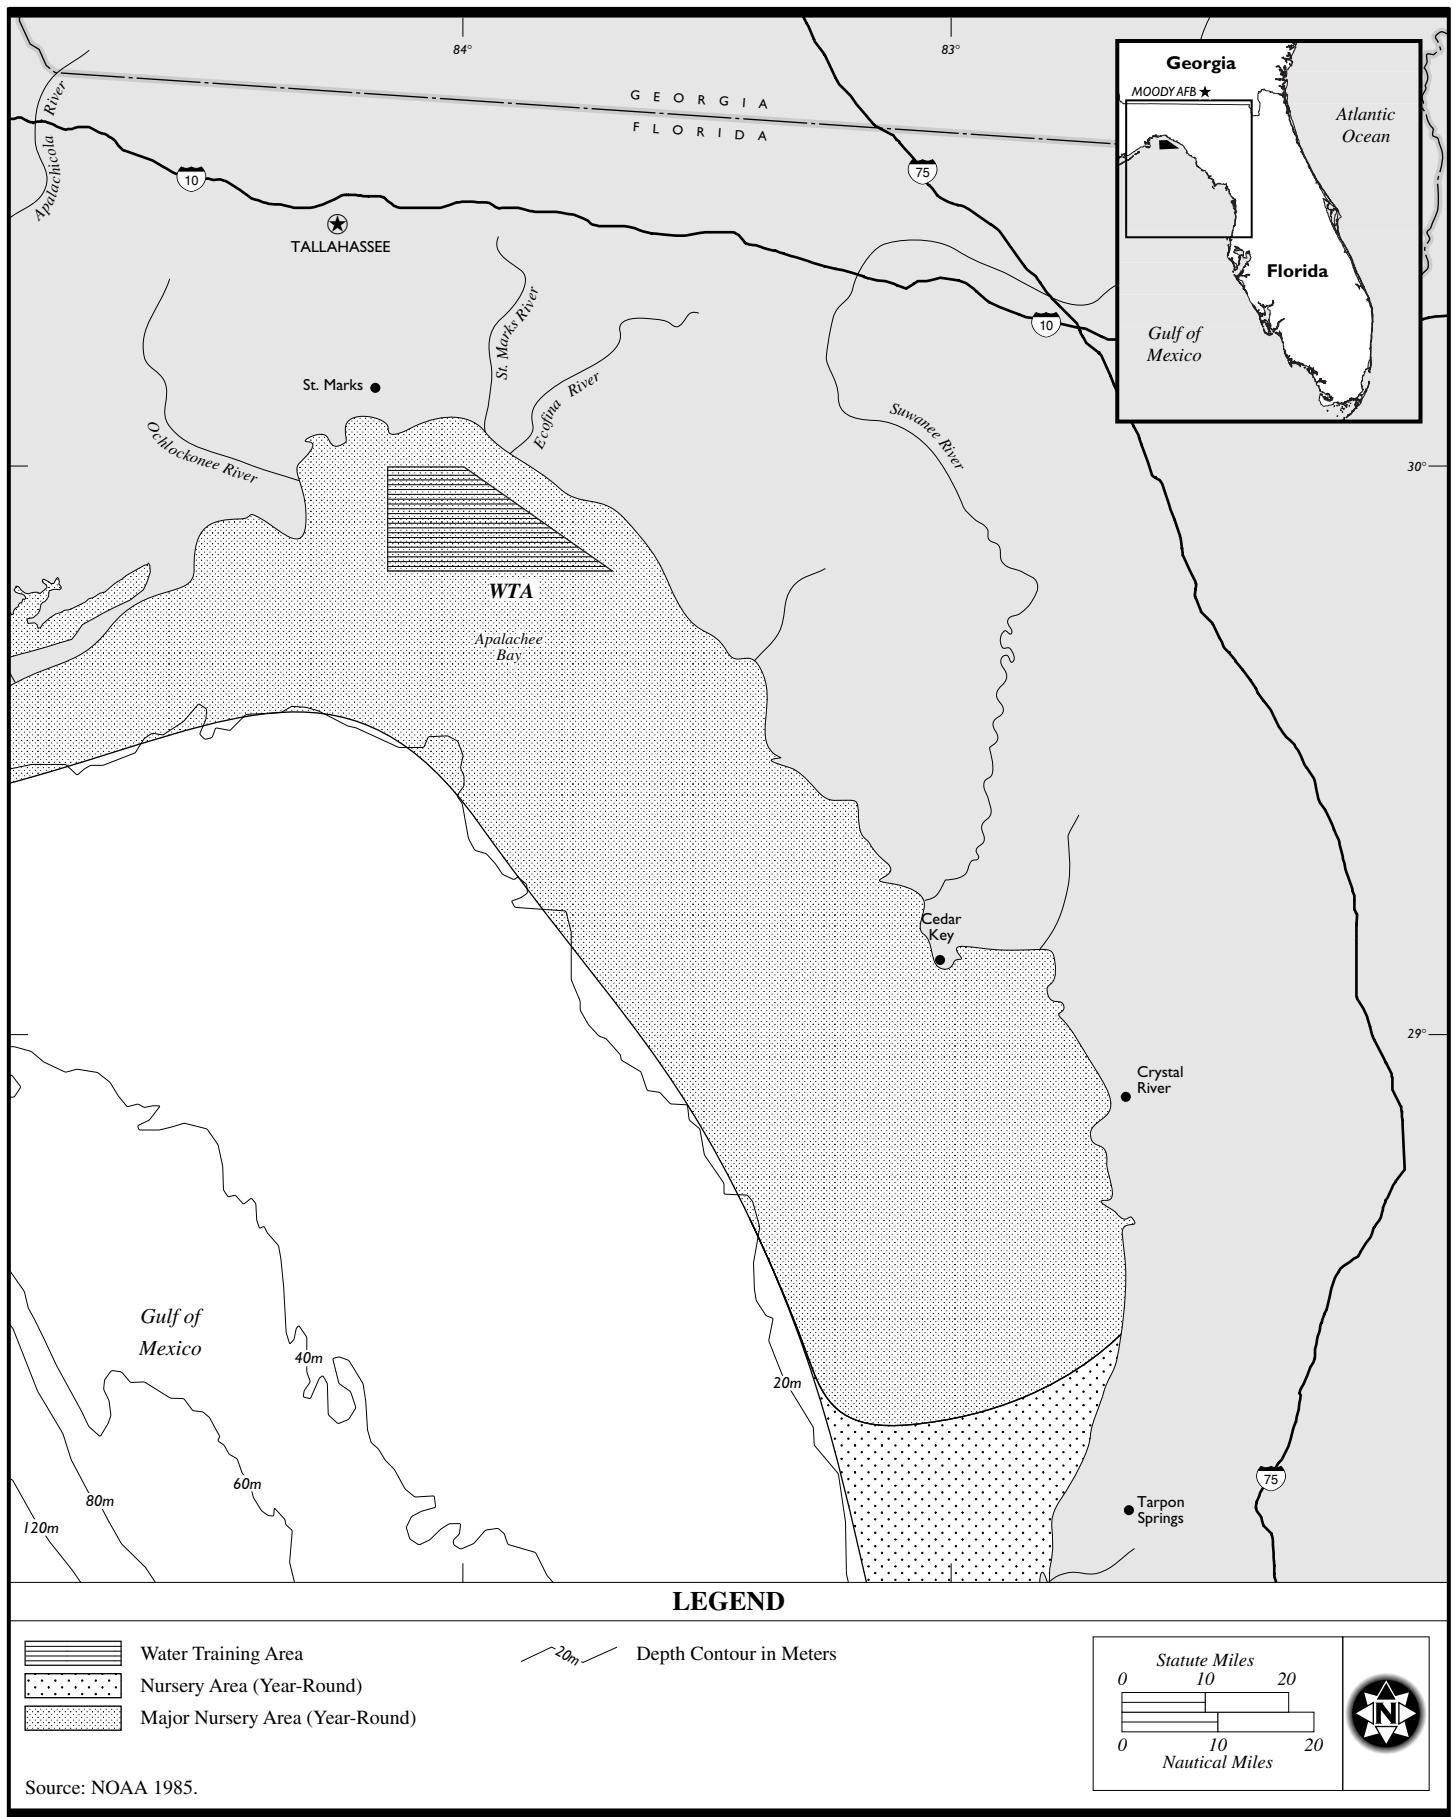 84°
83°
Georgia
MOODY AFB
Atlantic
Ocean
Florida
Gulf of
Mexico
GEORGIA
FLORIDA
Apalachicola River
10
75
TALLAHASSEE
10
St. Marks River
St. Marks
Ecofina River
Ochlockonee River
Suwanee River
30°
WTA
Apalachee
Bay
Cedar
Key
29°
Crystal
River
Gulf of
Mexico
40m
20m
60m
80m
120m
75
Tarpon
Springs
LEGEND
Water Training Area
20m
Depth Contour in Meters
Nursery Area (Year-Round)
Major Nursery Area (Year-Round)
Statute Miles
0 10 20
0 10 20
Nautical Miles
N
Source: NOAA 1985.